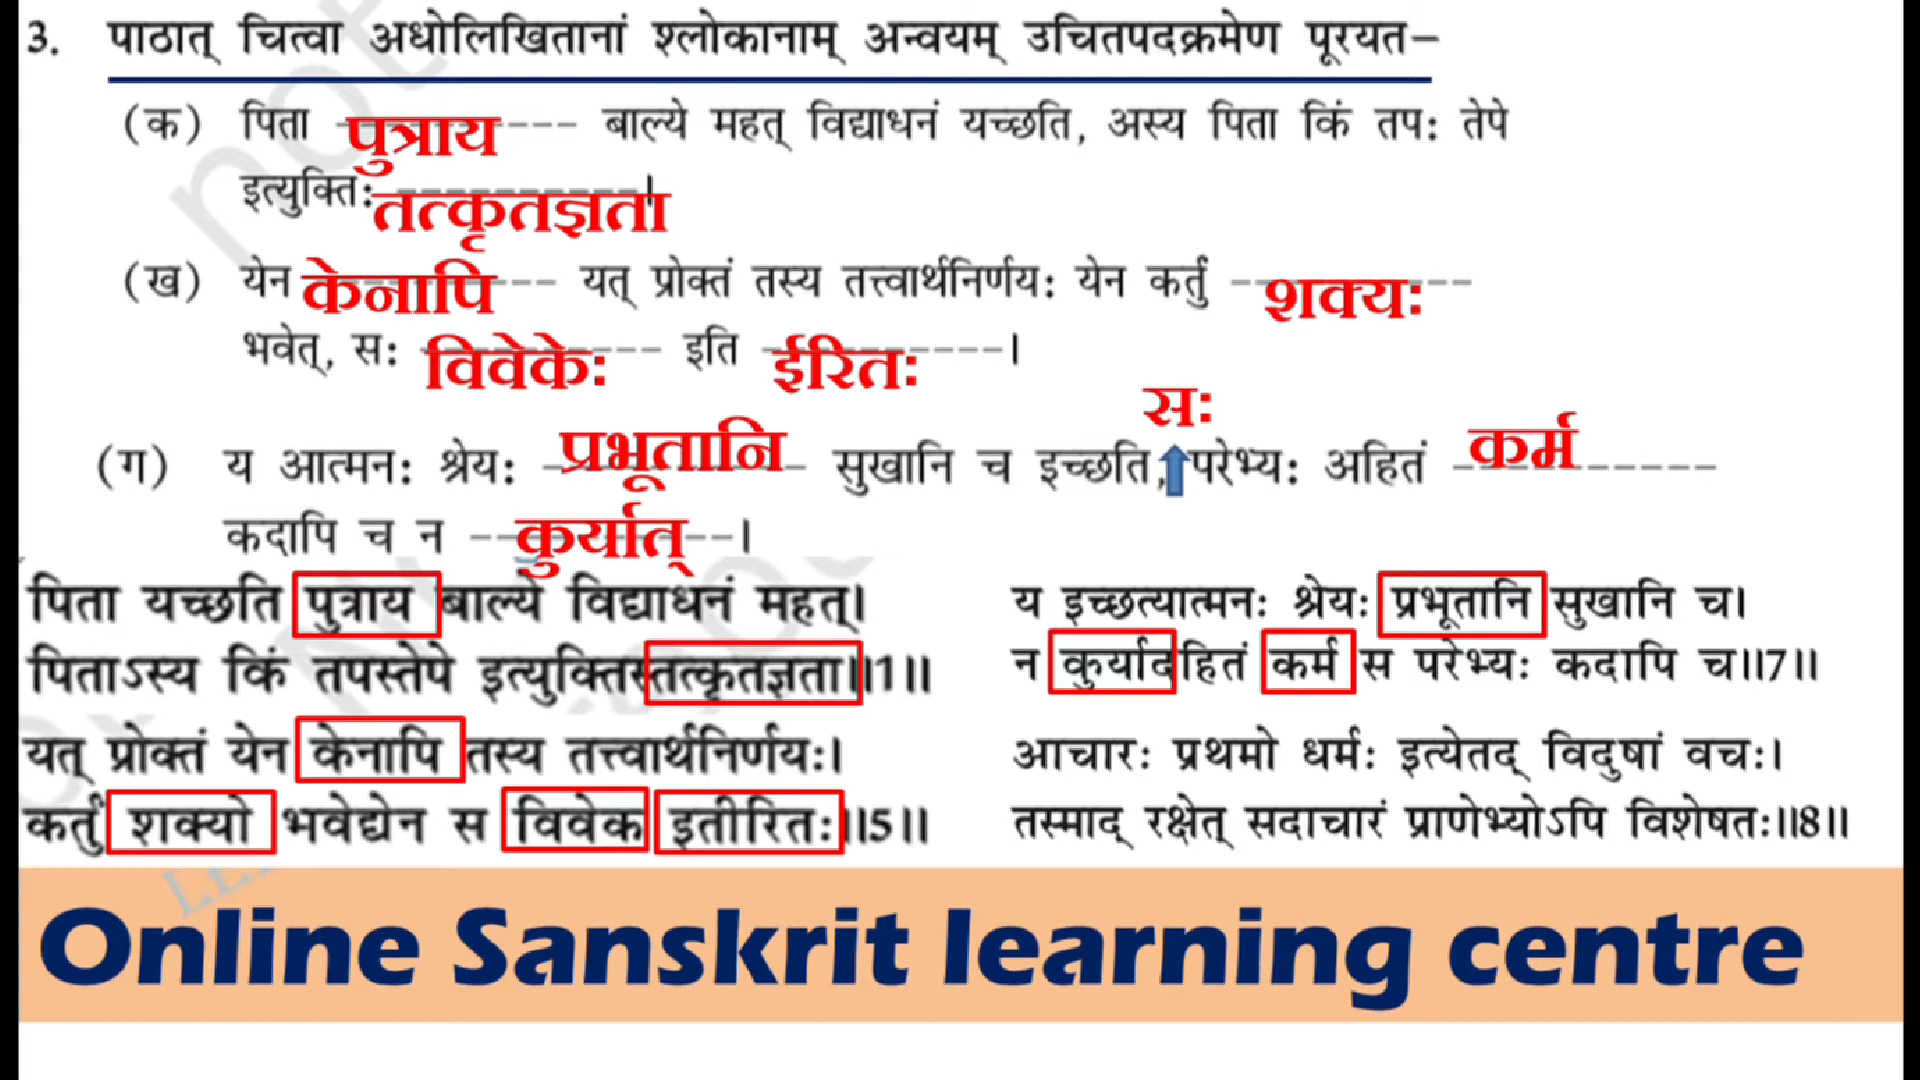 3. पाठात् चित्वा अधोलिखितानां श्लोकानाम् अन्वयम् उचितपदक्रमेण पूरयत–
(क) पिता पुत्राय बाल्ये महत् विद्याधनं यच्छति, अस्य पिता किं तपः तेपे
इत्युक्तिः तत्कृतज्ञता।
(ख) येन केनापि यत् प्रोक्तं तस्य तत्त्वार्थनिर्णयः येन कर्तुं शक्यः
भवेत्, सः विवेकेः इति ईरितः।
सः
(ग) य आत्मनः श्रेयः प्रभूतानि सुखानि च इच्छति, परेभ्यः अहितं कर्म
कदापि च न कुर्यात्।
पिता यच्छति पुत्राय बाल्ये विद्याधनं महत्।
पिताऽस्य किं तपस्तेपे इत्युक्तिस्तत्कृतज्ञता॥1॥
यत् प्रोक्तं येन केनापि तस्य तत्त्वार्थनिर्णयः।
कर्तुं शक्यो भवेद्येन स विवेक इतीरितः॥5॥
य इच्छत्यात्मनः श्रेयः प्रभूतानि सुखानि च।
न कुर्यादहितं कर्म स परेभ्यः कदापि च॥7॥
आचारः प्रथमो धर्मः इत्येतद् विदुषां वचः।
तस्माद् रक्षेत् सदाचारं प्राणेभ्योऽपि विशेषतः॥8॥
Online Sanskrit learning centre